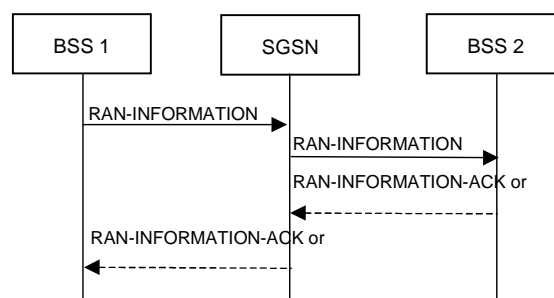 BSS 1
SGSN
BSS 2
RAN-INFORMATION
RAN-INFORMATION
RAN-INFORMATION-ACK or
RAN-INFORMATION-ACK or